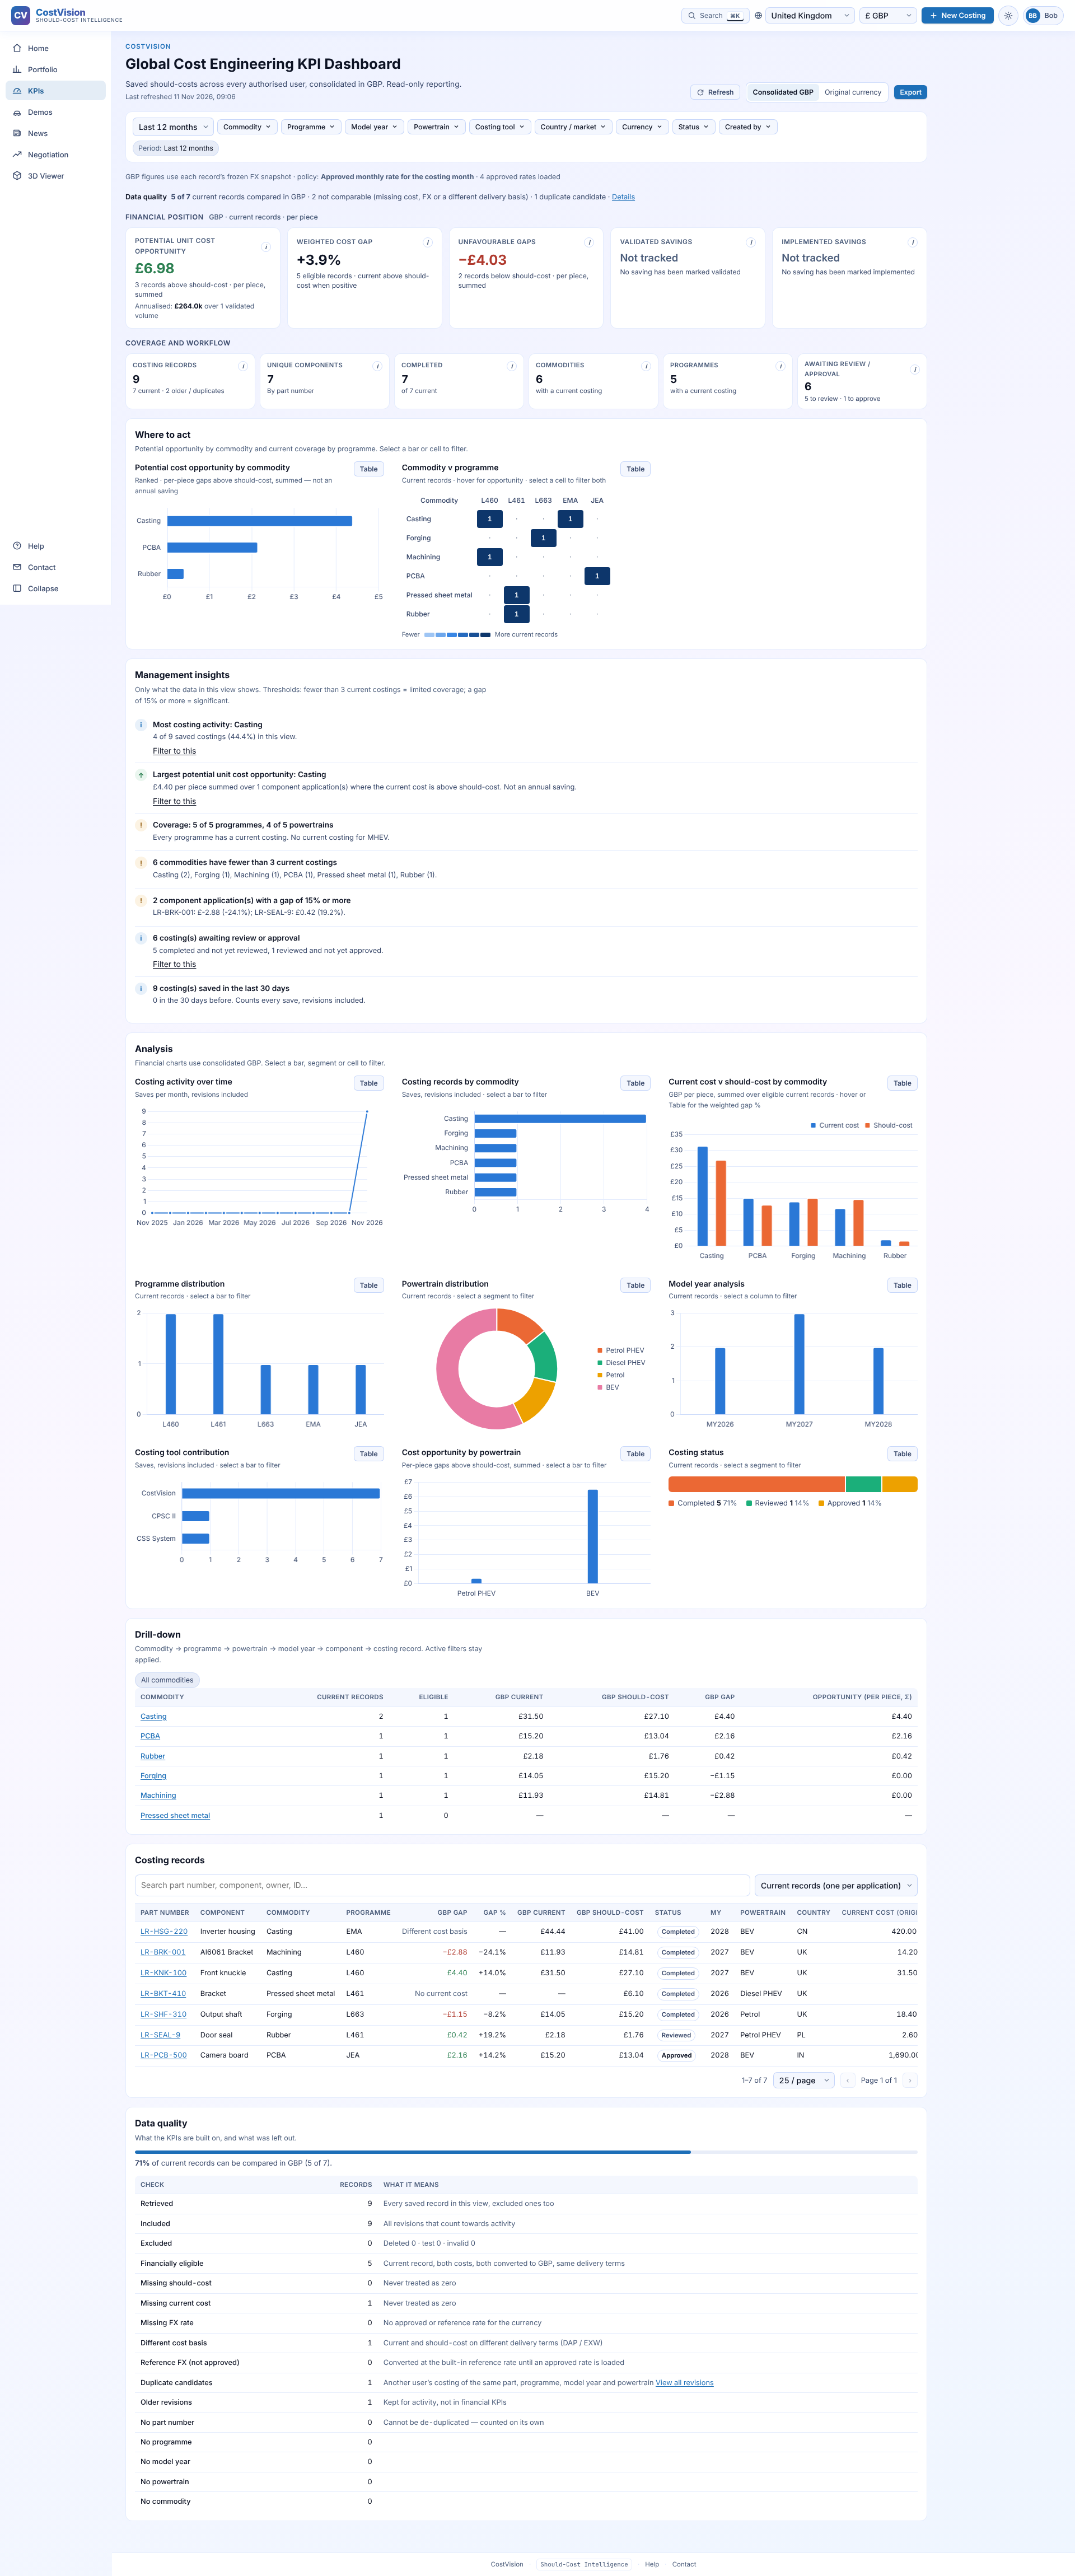 CV
CostVision
SHOULD-COST INTELLIGENCE
Search ⌘K
United Kingdom
£ GBP
+ New Costing
BB Bob
Home
Portfolio
KPIs
Demos
News
Negotiation
3D Viewer
Help
Contact
Collapse
COSTVISION
Global Cost Engineering KPI Dashboard
Saved should-costs across every authorised user, consolidated in GBP. Read-only reporting.
Last refreshed 11 Nov 2026, 09:06
Refresh
Consolidated GBP
Original currency
Export
Last 12 months
Commodity
Programme
Model year
Powertrain
Costing tool
Country / market
Currency
Status
Created by
Period: Last 12 months
GBP figures use each record's frozen FX snapshot · policy: Approved monthly rate for the costing month · 4 approved rates loaded
Data quality 5 of 7 current records compared in GBP · 2 not comparable (missing cost, FX or a different delivery basis) · 1 duplicate candidate · Details
FINANCIAL POSITION GBP · current records · per piece
POTENTIAL UNIT COST
OPPORTUNITY
i
£6.98
3 records above should-cost · per piece,
summed
Annualised: £264.0k over 1 validated
volume
WEIGHTED COST GAP
i
+3.9%
5 eligible records · current above should-
cost when positive
UNFAVOURABLE GAPS
i
−£4.03
2 records below should-cost · per piece,
summed
VALIDATED SAVINGS
i
Not tracked
No saving has been marked validated
IMPLEMENTED SAVINGS
i
Not tracked
No saving has been marked implemented
COVERAGE AND WORKFLOW
COSTING RECORDS
i
9
7 current · 2 older / duplicates
UNIQUE COMPONENTS
i
7
By part number
COMPLETED
i
7
of 7 current
COMMODITIES
i
6
with a current costing
PROGRAMMES
i
5
with a current costing
AWAITING REVIEW /
APPROVAL
i
6
5 to review · 1 to approve
Where to act
Potential opportunity by commodity and current coverage by programme. Select a bar or cell to filter.
Potential cost opportunity by commodity
Table
Ranked · per-piece gaps above should-cost, summed — not an
annual saving
Casting
PCBA
Rubber
£0 £1 £2 £3 £4 £5
Commodity v programme
Table
Current records · hover for opportunity · select a cell to filter both
Commodity L460 L461 L663 EMA JEA
Casting 1 · · 1 ·
Forging · · 1 · ·
Machining 1 · · · ·
PCBA · · · · 1
Pressed sheet metal · 1 · · ·
Rubber · 1 · · ·
Fewer More current records
Management insights
Only what the data in this view shows. Thresholds: fewer than 3 current costings = limited coverage; a gap
of 15% or more = significant.
i
Most costing activity: Casting
4 of 9 saved costings (44.4%) in this view.
Filter to this
↑
Largest potential unit cost opportunity: Casting
£4.40 per piece summed over 1 component application(s) where the current cost is above should-cost. Not an annual saving.
Filter to this
!
Coverage: 5 of 5 programmes, 4 of 5 powertrains
Every programme has a current costing. No current costing for MHEV.
!
6 commodities have fewer than 3 current costings
Casting (2), Forging (1), Machining (1), PCBA (1), Pressed sheet metal (1), Rubber (1).
!
2 component application(s) with a gap of 15% or more
LR-BRK-001: £-2.88 (-24.1%); LR-SEAL-9: £0.42 (19.2%).
i
6 costing(s) awaiting review or approval
5 completed and not yet reviewed, 1 reviewed and not yet approved.
Filter to this
i
9 costing(s) saved in the last 30 days
0 in the 30 days before. Counts every save, revisions included.
Analysis
Financial charts use consolidated GBP. Select a bar, segment or cell to filter.
Costing activity over time
Table
Saves per month, revisions included
9
8
7
6
5
4
3
2
1
0
Nov 2025 Jan 2026 Mar 2026 May 2026 Jul 2026 Sep 2026 Nov 2026
Costing records by commodity
Table
Saves, revisions included · select a bar to filter
Casting
Forging
Machining
PCBA
Pressed sheet metal
Rubber
0 1 2 3 4
Current cost v should-cost by commodity
Table
GBP per piece, summed over eligible current records · hover or
Table for the weighted gap %
Current cost Should-cost
£35
£30
£25
£20
£15
£10
£5
£0
Casting PCBA Forging Machining Rubber
Programme distribution
Table
Current records · select a bar to filter
2
1
0
L460 L461 L663 EMA JEA
Powertrain distribution
Table
Current records · select a segment to filter
Petrol PHEV
Diesel PHEV
Petrol
BEV
Model year analysis
Table
Current records · select a column to filter
3
2
1
0
MY2026 MY2027 MY2028
Costing tool contribution
Table
Saves, revisions included · select a bar to filter
CostVision
CPSC II
CSS System
0 1 2 3 4 5 6 7
Cost opportunity by powertrain
Table
Per-piece gaps above should-cost, summed · select a bar to filter
£7
£6
£5
£4
£3
£2
£1
£0
Petrol PHEV BEV
Costing status
Table
Current records · select a segment to filter
Completed 5 71% Reviewed 1 14% Approved 1 14%
Drill-down
Commodity → programme → powertrain → model year → component → costing record. Active filters stay
applied.
All commodities
COMMODITY CURRENT RECORDS ELIGIBLE GBP CURRENT GBP SHOULD-COST GBP GAP OPPORTUNITY (PER PIECE, Σ)
Casting 2 1 £31.50 £27.10 £4.40 £4.40
PCBA 1 1 £15.20 £13.04 £2.16 £2.16
Rubber 1 1 £2.18 £1.76 £0.42 £0.42
Forging 1 1 £14.05 £15.20 −£1.15 £0.00
Machining 1 1 £11.93 £14.81 −£2.88 £0.00
Pressed sheet metal 1 0 — — — —
Costing records
Search part number, component, owner, ID...
Current records (one per application)
PART NUMBER COMPONENT COMMODITY PROGRAMME GBP GAP GAP % GBP CURRENT GBP SHOULD-COST STATUS MY POWERTRAIN COUNTRY CURRENT COST (ORIGI
LR-HSG-220 Inverter housing Casting EMA Different cost basis — £44.44 £41.00 Completed 2028 BEV CN 420.00
LR-BRK-001 Al6061 Bracket Machining L460 −£2.88 −24.1% £11.93 £14.81 Completed 2027 BEV UK 14.20
LR-KNK-100 Front knuckle Casting L460 £4.40 +14.0% £31.50 £27.10 Completed 2027 BEV UK 31.50
LR-BKT-410 Bracket Pressed sheet metal L461 No current cost — — £6.10 Completed 2026 Diesel PHEV UK
LR-SHF-310 Output shaft Forging L663 −£1.15 −8.2% £14.05 £15.20 Completed 2026 Petrol UK 18.40
LR-SEAL-9 Door seal Rubber L461 £0.42 +19.2% £2.18 £1.76 Reviewed 2027 Petrol PHEV PL 2.60
LR-PCB-500 Camera board PCBA JEA £2.16 +14.2% £15.20 £13.04 Approved 2028 BEV IN 1,690.00
1–7 of 7 25 / page ‹ Page 1 of 1 ›
Data quality
What the KPIs are built on, and what was left out.
71% of current records can be compared in GBP (5 of 7).
CHECK RECORDS WHAT IT MEANS
Retrieved 9 Every saved record in this view, excluded ones too
Included 9 All revisions that count towards activity
Excluded 0 Deleted 0 · test 0 · invalid 0
Financially eligible 5 Current record, both costs, both converted to GBP, same delivery terms
Missing should-cost 0 Never treated as zero
Missing current cost 1 Never treated as zero
Missing FX rate 0 No approved or reference rate for the currency
Different cost basis 1 Current and should-cost on different delivery terms (DAP / EXW)
Reference FX (not approved) 0 Converted at the built-in reference rate until an approved rate is loaded
Duplicate candidates 1 Another user's costing of the same part, programme, model year and powertrain View all revisions
Older revisions 1 Kept for activity, not in financial KPIs
No part number 0 Cannot be de-duplicated — counted on its own
No programme 0
No model year 0
No powertrain 0
No commodity 0
CostVision Should-Cost Intelligence Help Contact